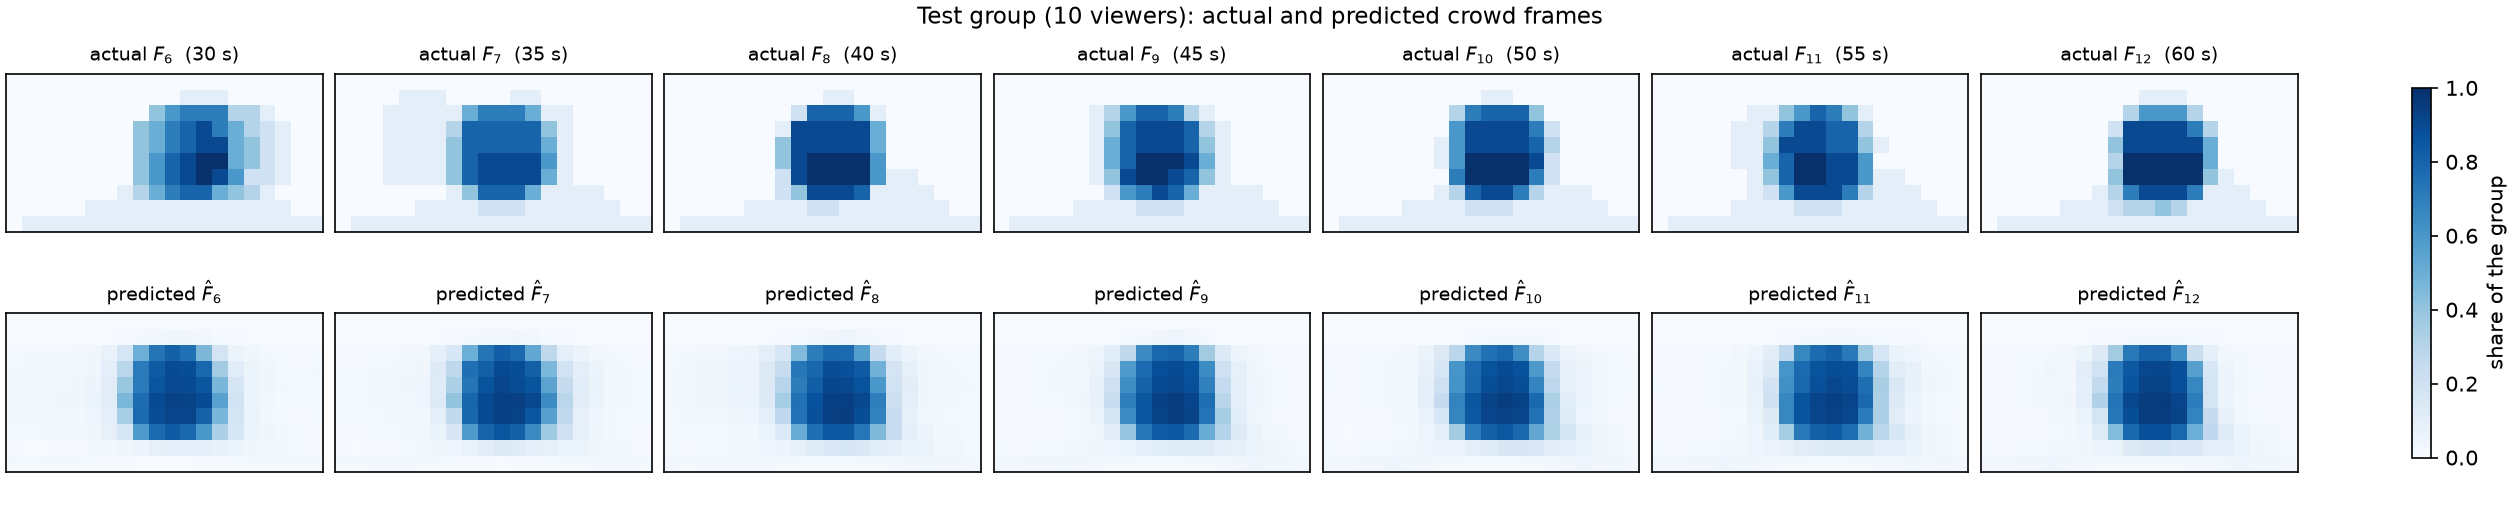 Test group (10 viewers): actual and predicted crowd frames
actual F₆ (30 s)
actual F₇ (35 s)
actual F₈ (40 s)
actual F₉ (45 s)
actual F₁₀ (50 s)
actual F₁₁ (55 s)
actual F₁₂ (60 s)
predicted F̂₆
predicted F̂₇
predicted F̂₈
predicted F̂₉
predicted F̂₁₀
predicted F̂₁₁
predicted F̂₁₂
1.0
0.8
0.6
0.4
0.2
0.0
share of the group